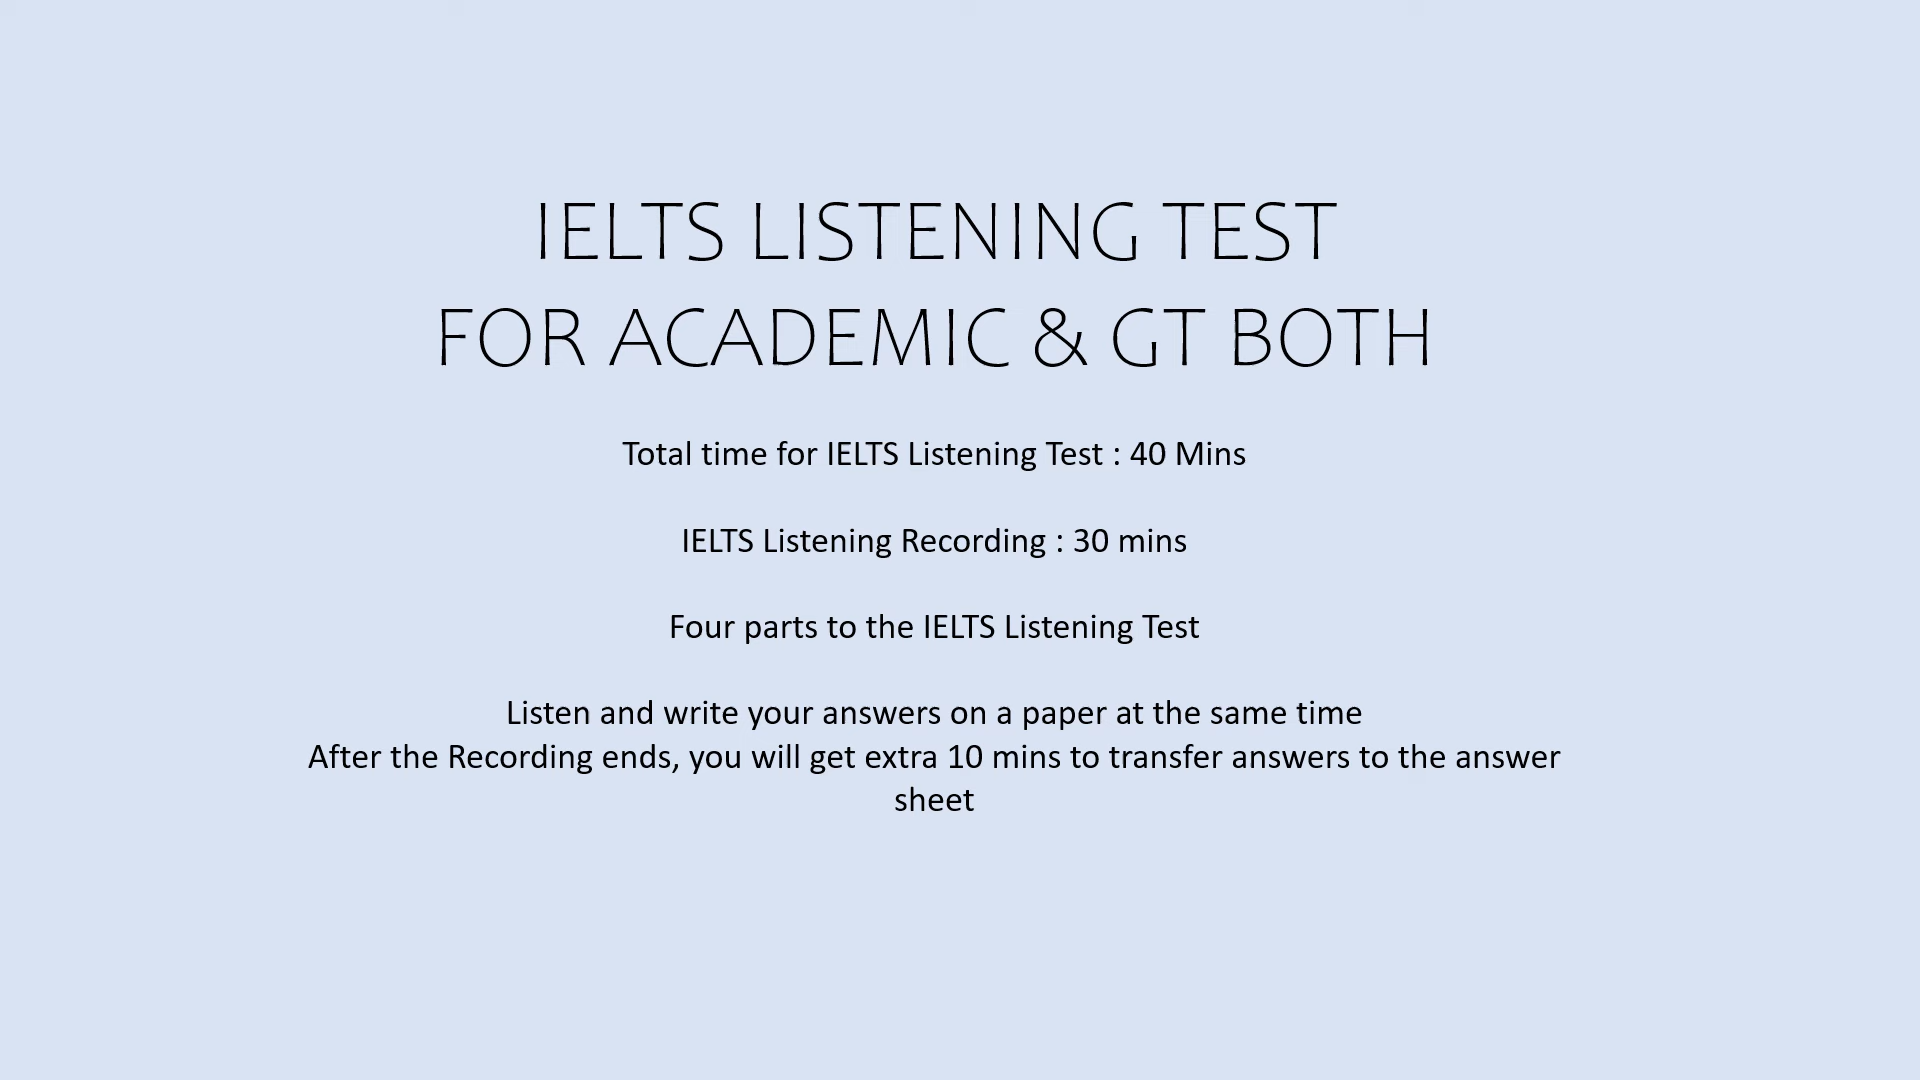 IELTS LISTENING TEST
FOR ACADEMIC & GT BOTH
Total time for IELTS Listening Test : 40 Mins
IELTS Listening Recording : 30 mins
Four parts to the IELTS Listening Test
Listen and write your answers on a paper at the same time
After the Recording ends, you will get extra 10 mins to transfer answers to the answer
sheet